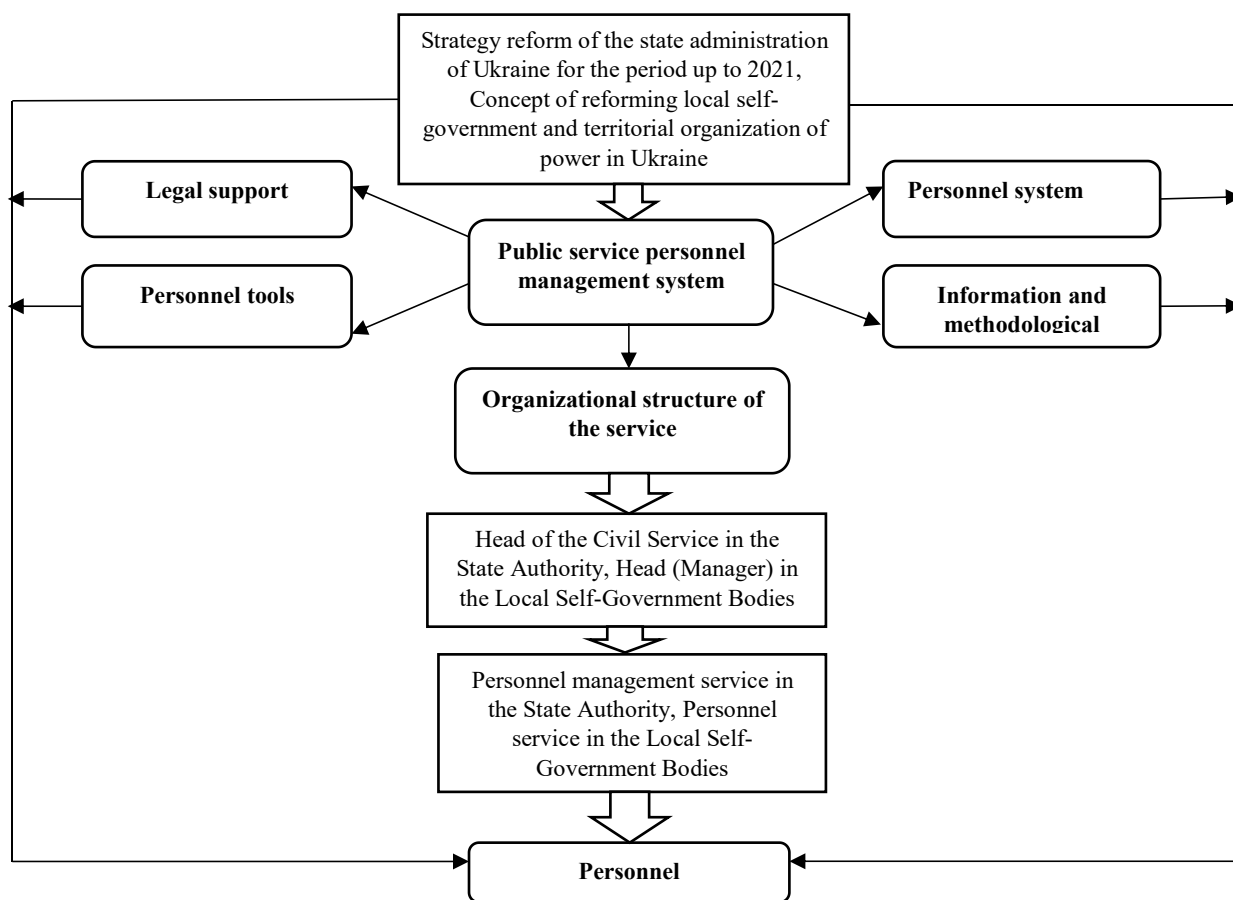 Strategy reform of the state administration
of Ukraine for the period up to 2021,
Concept of reforming local self-
government and territorial organization of
power in Ukraine
Legal support
Personnel system
Public service personnel
management system
Personnel tools
Information and
methodological
Organizational structure of
the service
Head of the Civil Service in the
State Authority, Head (Manager) in
the Local Self-Government Bodies
Personnel management service in
the State Authority, Personnel
service in the Local Self-
Government Bodies
Personnel